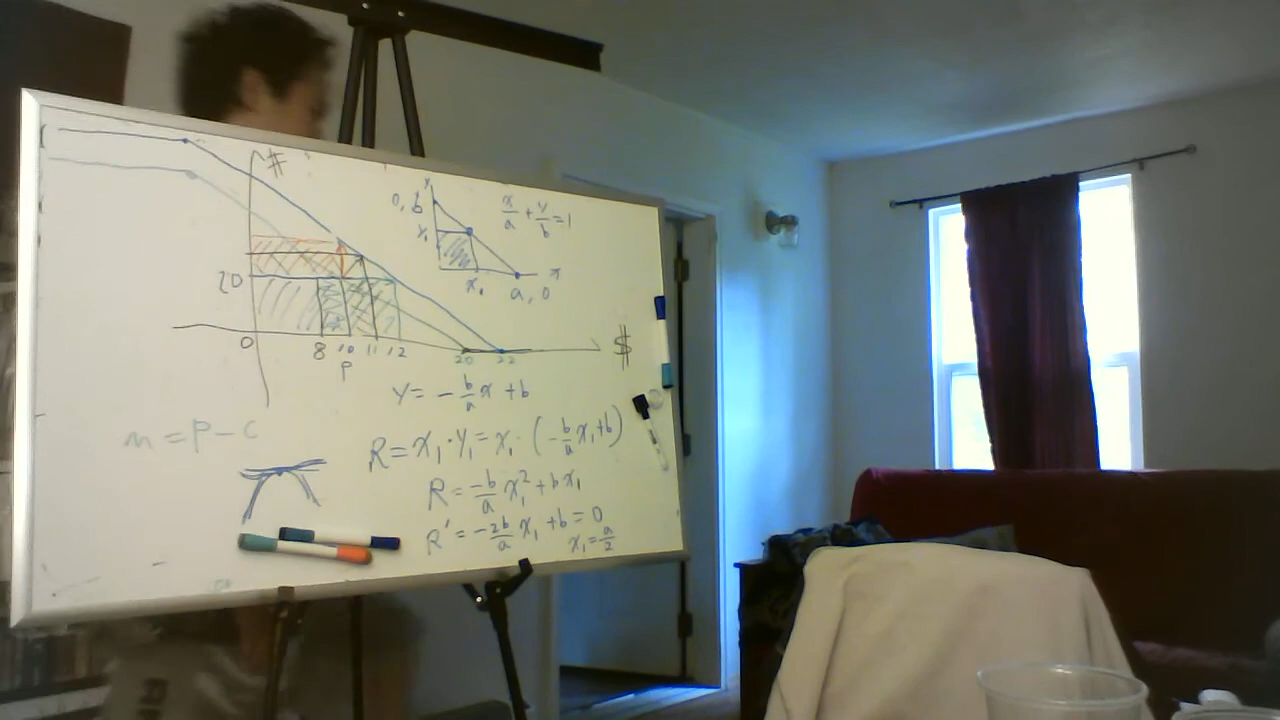 $
0, b
y
x/a + y/b = 1
y₁
x
x₁
a, 0
20
0
8 10 11 12
20 22
$
P
y = -b/a x + b
m = P - C
R = x₁·y₁ = x₁·(-b/a x₁ + b)
R = -b/a x₁² + b x₁
R' = -2b/a x₁ + b = 0
x₁ = a/2